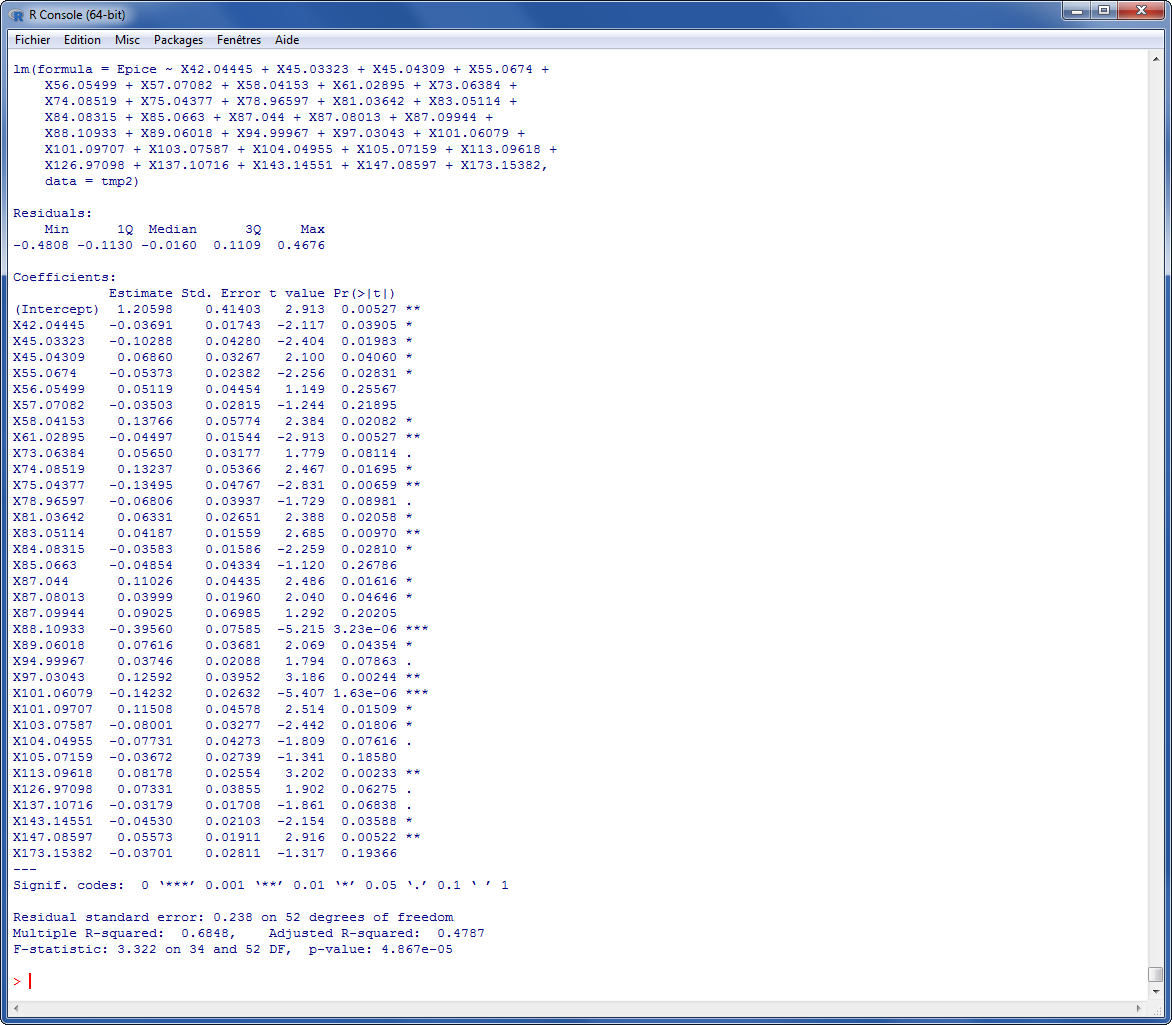 R Console (64-bit)
Fichier Edition Misc Packages Fenêtres Aide
lm(formula = Epice ~ X42.04445 + X45.03323 + X45.04309 + X55.0674 +
    X56.05499 + X57.07082 + X58.04153 + X61.02895 + X73.06384 +
    X74.08519 + X75.04377 + X78.96597 + X81.03642 + X83.05114 +
    X84.08315 + X85.0663 + X87.044 + X87.08013 + X87.09944 +
    X88.10933 + X89.06018 + X94.99967 + X97.03043 + X101.06079 +
    X101.09707 + X103.07587 + X104.04955 + X105.07159 + X113.09618 +
    X126.97098 + X137.10716 + X143.14551 + X147.08597 + X173.15382,
    data = tmp2)
Residuals:
    Min      1Q  Median      3Q     Max
-0.4808 -0.1130 -0.0160  0.1109  0.4676
Coefficients:
            Estimate Std. Error t value Pr(>|t|)
(Intercept)  1.20598    0.41403   2.913  0.00527 **
X42.04445   -0.03691    0.01743  -2.117  0.03905 *
X45.03323   -0.10288    0.04280  -2.404  0.01983 *
X45.04309    0.06860    0.03267   2.100  0.04060 *
X55.0674    -0.05373    0.02382  -2.256  0.02831 *
X56.05499    0.05119    0.04454   1.149  0.25567
X57.07082   -0.03503    0.02815  -1.244  0.21895
X58.04153    0.13766    0.05774   2.384  0.02082 *
X61.02895   -0.04497    0.01544  -2.913  0.00527 **
X73.06384    0.05650    0.03177   1.779  0.08114 .
X74.08519    0.13237    0.05366   2.467  0.01695 *
X75.04377   -0.13495    0.04767  -2.831  0.00659 **
X78.96597   -0.06806    0.03937  -1.729  0.08981 .
X81.03642    0.06331    0.02651   2.388  0.02058 *
X83.05114    0.04187    0.01559   2.685  0.00970 **
X84.08315   -0.03583    0.01586  -2.259  0.02810 *
X85.0663    -0.04854    0.04334  -1.120  0.26786
X87.044      0.11026    0.04435   2.486  0.01616 *
X87.08013    0.03999    0.01960   2.040  0.04646 *
X87.09944    0.09025    0.06985   1.292  0.20205
X88.10933   -0.39560    0.07585  -5.215 3.23e-06 ***
X89.06018    0.07616    0.03681   2.069  0.04354 *
X94.99967    0.03746    0.02088   1.794  0.07863 .
X97.03043    0.12592    0.03952   3.186  0.00244 **
X101.06079  -0.14232    0.02632  -5.407 1.63e-06 ***
X101.09707   0.11508    0.04578   2.514  0.01509 *
X103.07587  -0.08001    0.03277  -2.442  0.01806 *
X104.04955  -0.07731    0.04273  -1.809  0.07616 .
X105.07159  -0.03672    0.02739  -1.341  0.18580
X113.09618   0.08178    0.02554   3.202  0.00233 **
X126.97098   0.07331    0.03855   1.902  0.06275 .
X137.10716  -0.03179    0.01708  -1.861  0.06838 .
X143.14551  -0.04530    0.02103  -2.154  0.03588 *
X147.08597   0.05573    0.01911   2.916  0.00522 **
X173.15382  -0.03701    0.02811  -1.317  0.19366
---
Signif. codes:  0 ‘***’ 0.001 ‘**’ 0.01 ‘*’ 0.05 ‘.’ 0.1 ‘ ’ 1
Residual standard error: 0.238 on 52 degrees of freedom
Multiple R-squared:  0.6848,    Adjusted R-squared:  0.4787
F-statistic: 3.322 on 34 and 52 DF,  p-value: 4.867e-05
>